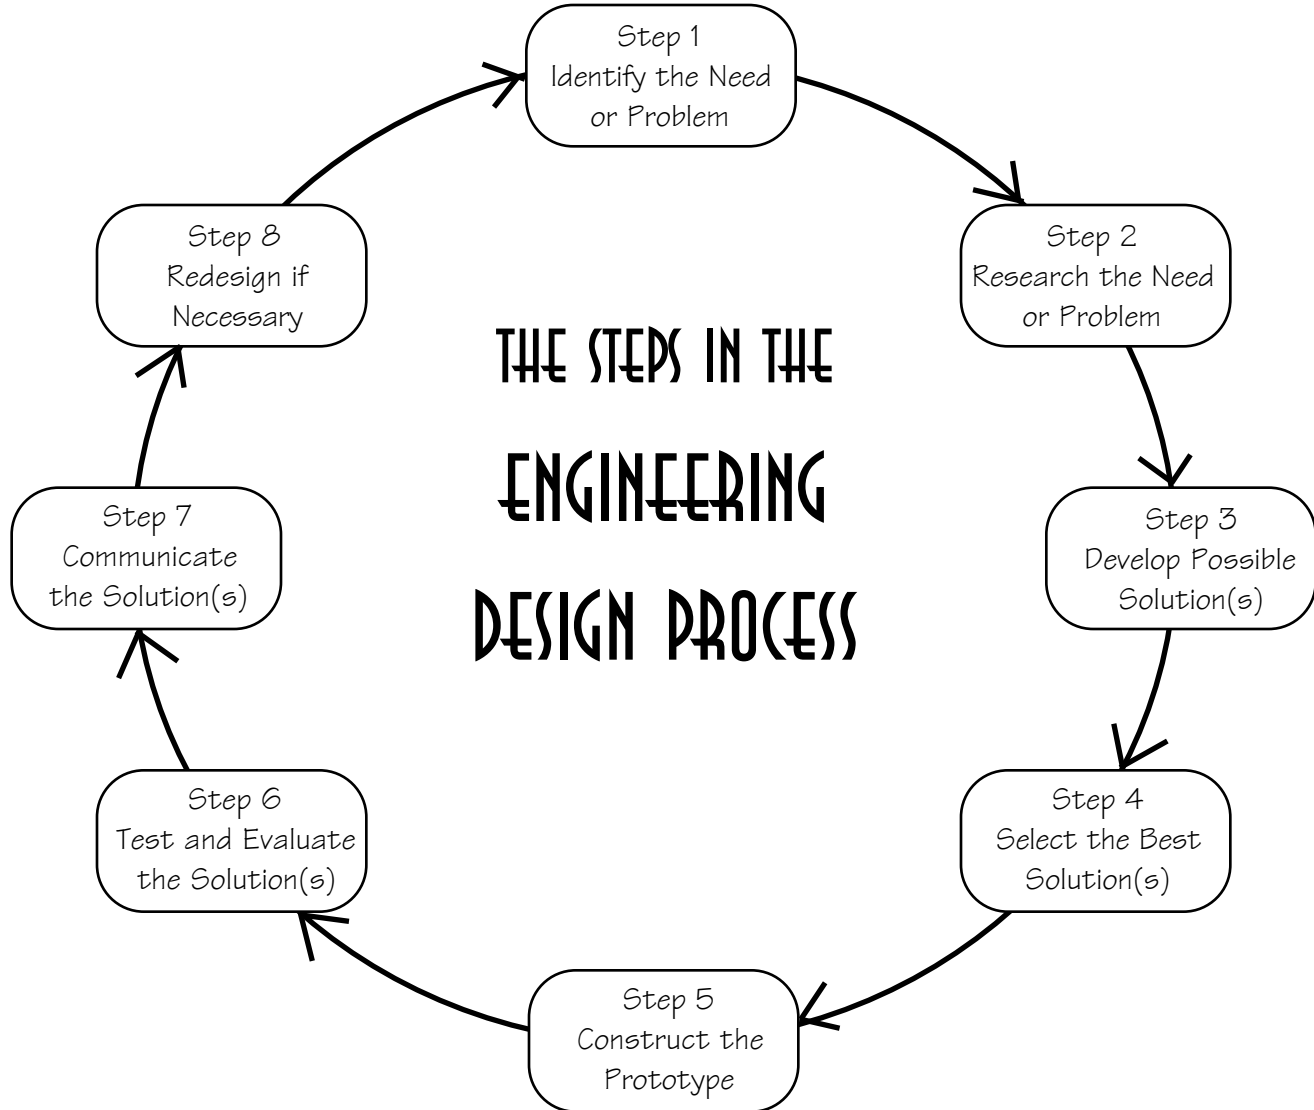 Step 1
Identify the Need
or Problem
Step 2
Research the Need
or Problem
Step 3
Develop Possible
Solution(s)
Step 4
Select the Best
Solution(s)
Step 5
Construct the
Prototype
Step 6
Test and Evaluate
the Solution(s)
Step 7
Communicate
the Solution(s)
Step 8
Redesign if
Necessary
THE STEPS IN THE
ENGINEERING
DESIGN PROCESS